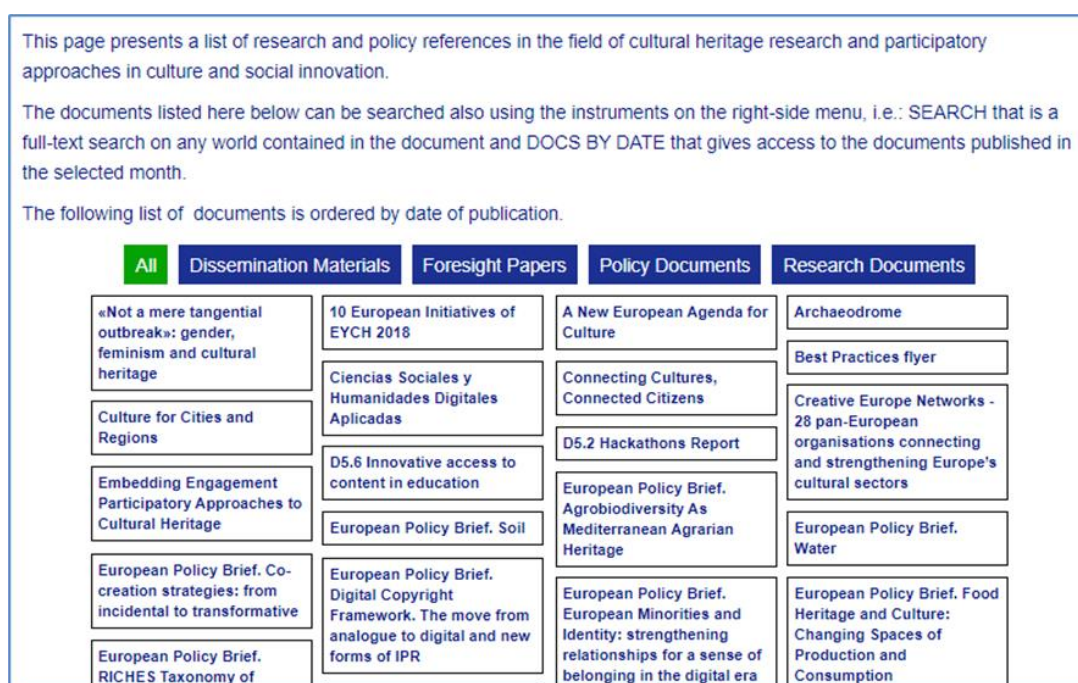 This page presents a list of research and policy references in the field of cultural heritage research and participatory
approaches in culture and social innovation.
The documents listed here below can be searched also using the instruments on the right-side menu, i.e.: SEARCH that is a
full-text search on any world contained in the document and DOCS BY DATE that gives access to the documents published in
the selected month.
The following list of documents is ordered by date of publication.
All
Dissemination Materials
Foresight Papers
Policy Documents
Research Documents
«Not a mere tangential
outbreak»: gender,
feminism and cultural
heritage
Culture for Cities and
Regions
Embedding Engagement
Participatory Approaches to
Cultural Heritage
European Policy Brief. Co-
creation strategies: from
incidental to transformative
European Policy Brief.
RICHES Taxonomy of
10 European Initiatives of
EYCH 2018
Ciencias Sociales y
Humanidades Digitales
Aplicadas
D5.6 Innovative access to
content in education
European Policy Brief. Soil
European Policy Brief.
Digital Copyright
Framework. The move from
analogue to digital and new
forms of IPR
A New European Agenda for
Culture
Connecting Cultures,
Connected Citizens
D5.2 Hackathons Report
European Policy Brief.
Agrobiodiversity As
Mediterranean Agrarian
Heritage
European Policy Brief.
European Minorities and
Identity: strengthening
relationships for a sense of
belonging in the digital era
Archaeodrome
Best Practices flyer
Creative Europe Networks -
28 pan-European
organisations connecting
and strengthening Europe's
cultural sectors
European Policy Brief.
Water
European Policy Brief. Food
Heritage and Culture:
Changing Spaces of
Production and
Consumption